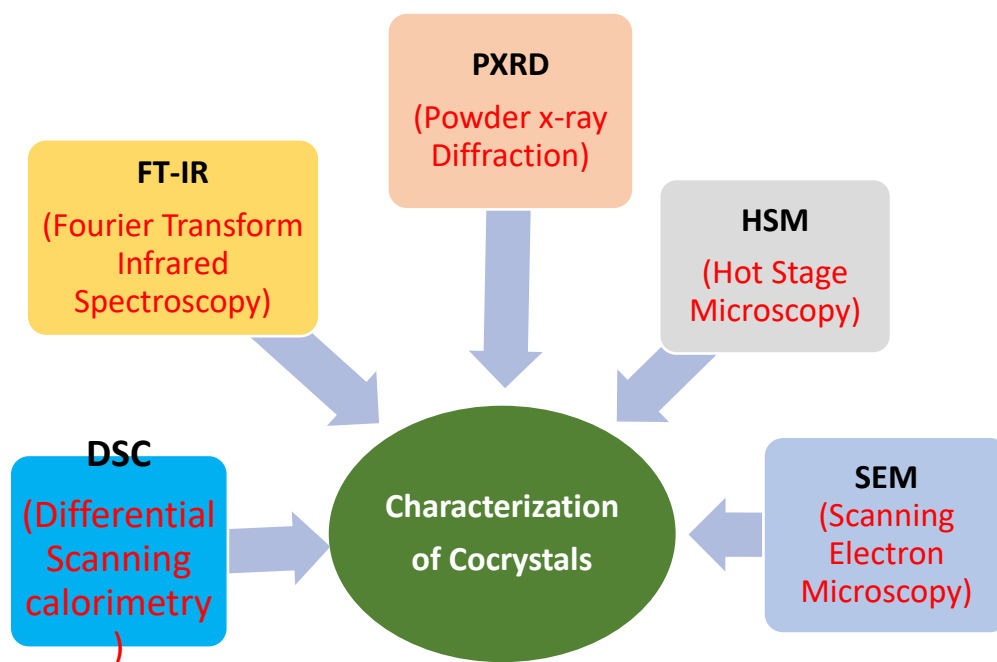 PXRD
(Powder x-ray
Diffraction)
FT-IR
(Fourier Transform
Infrared
Spectroscopy)
HSM
(Hot Stage
Microscopy)
DSC
(Differential
Scanning
calorimetry
)
Characterization
of Cocrystals
SEM
(Scanning
Electron
Microscopy)